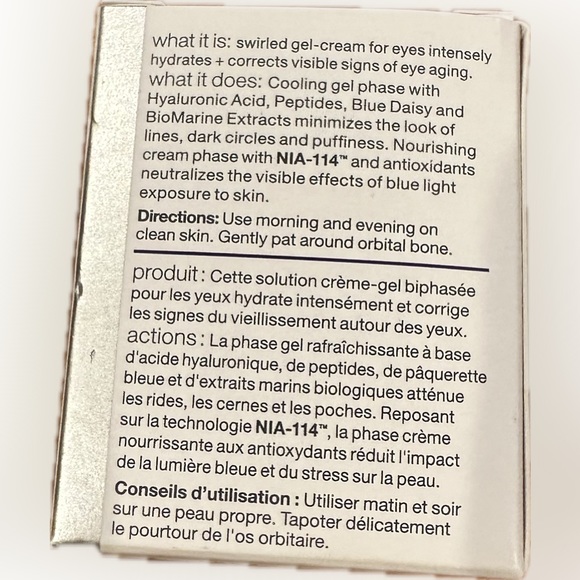 what it is: swirled gel-cream for eyes intensely
hydrates + corrects visible signs of eye aging.
what it does: Cooling gel phase with
Hyaluronic Acid, Peptides, Blue Daisy and
BioMarine Extracts minimizes the look of
lines, dark circles and puffiness. Nourishing
cream phase with NIA-114™ and antioxidants
neutralizes the visible effects of blue light
exposure to skin.
Directions: Use morning and evening on
clean skin. Gently pat around orbital bone.
produit : Cette solution crème-gel biphasée
pour les yeux hydrate intensément et corrige
les signes du vieillissement autour des yeux.
actions : La phase gel rafraîchissante à base
d'acide hyaluronique, de peptides, de pâquerette
bleue et d'extraits marins biologiques atténue
les rides, les cernes et les poches. Reposant
sur la technologie NIA-114™, la phase crème
nourrissante aux antioxydants réduit l'impact
de la lumière bleue et du stress sur la peau.
Conseils d'utilisation : Utiliser matin et soir
sur une peau propre. Tapoter délicatement
le pourtour de l'os orbitaire.